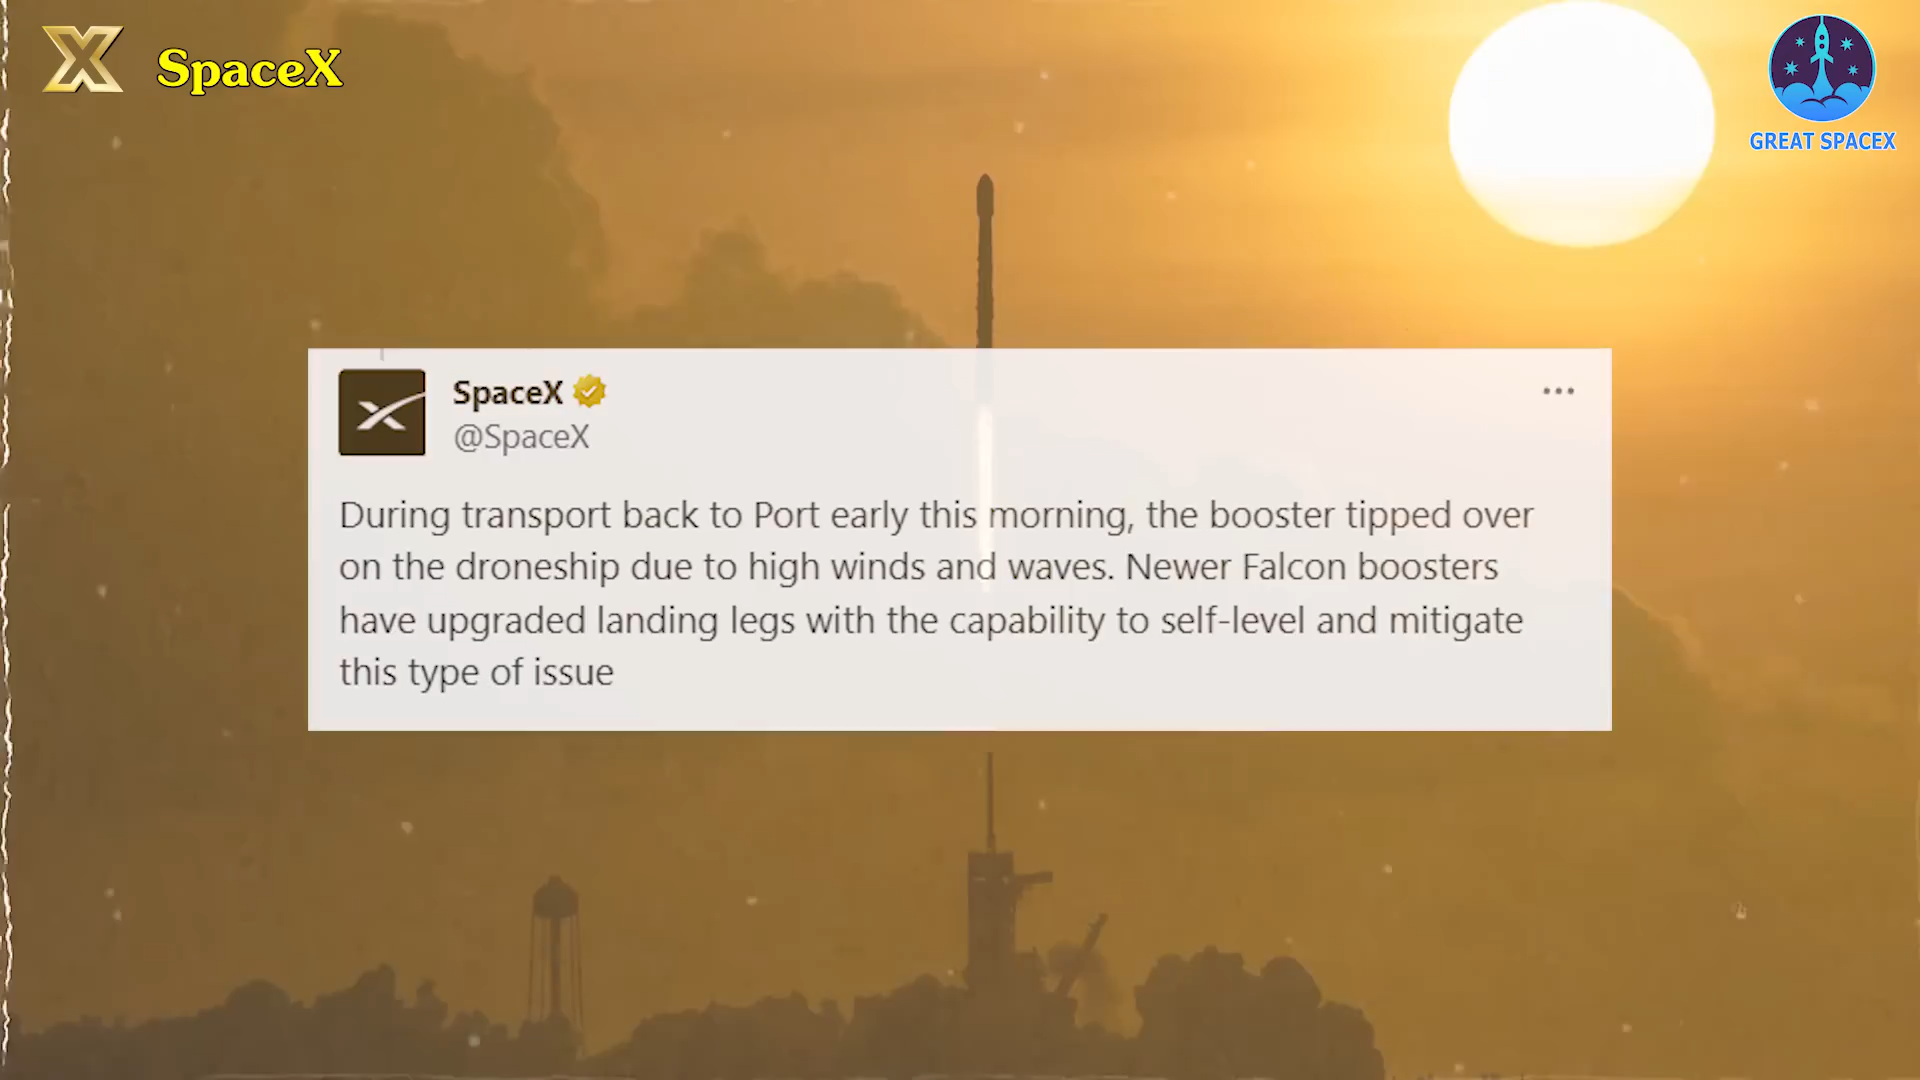 SpaceX
GREAT SPACEX
SpaceX
@SpaceX
During transport back to Port early this morning, the booster tipped over
on the droneship due to high winds and waves. Newer Falcon boosters
have upgraded landing legs with the capability to self-level and mitigate
this type of issue